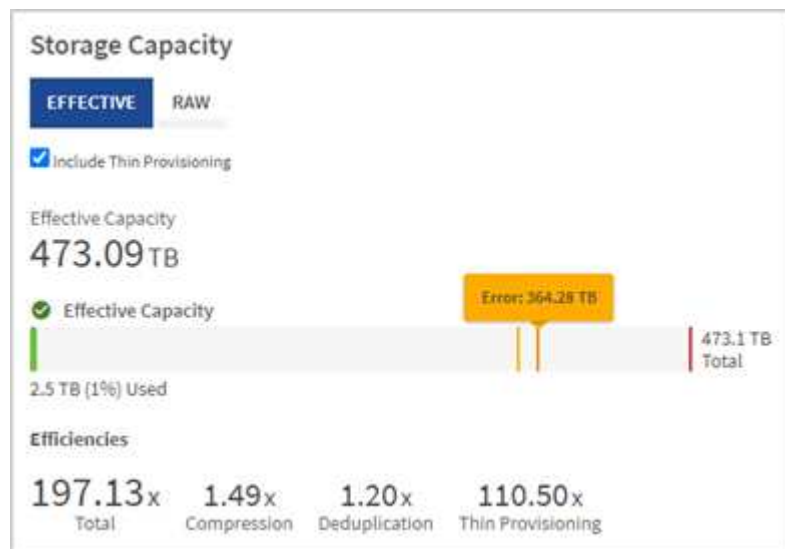 Storage Capacity
EFFECTIVE RAW
Include Thin Provisioning
Effective Capacity
473.09 TB
Error: 364.28 TB
Effective Capacity
473.1 TB
Total
2.5 TB (1%) Used
Efficiencies
197.13x 1.49x 1.20x 110.50x
Total Compression Deduplication Thin Provisioning